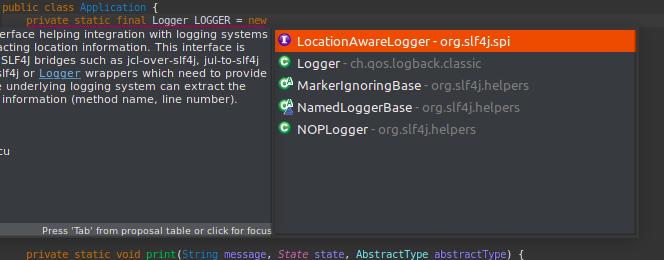 public class Application {
private static final Logger LOGGER = new
erface helping integration with logging systems
acting location information. This interface is
SLF4J bridges such as jcl-over-slf4j, jul-to-slf4j
slf4j or Logger wrappers which need to provide
e underlying logging system can extract the
information (method name, line number).
cu
Press 'Tab' from proposal table or click for focus
LocationAwareLogger - org.slf4j.spi
Logger - ch.qos.logback.classic
MarkerIgnoringBase - org.slf4j.helpers
NamedLoggerBase - org.slf4j.helpers
NOPLogger - org.slf4j.helpers
private static void print(String message, State state, AbstractType abstractType) {